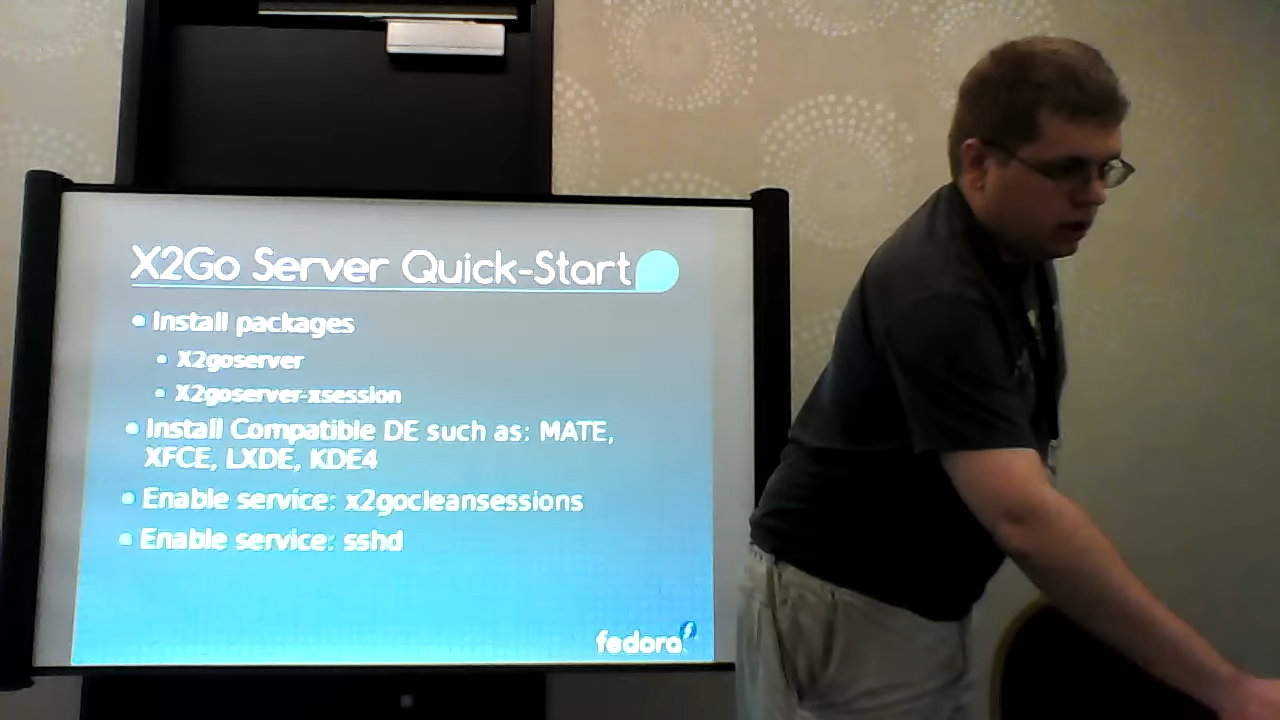 X2Go Server Quick-Start
Install packages
X2goserver
X2goserver-xsession
Install Compatible DE such as: MATE,
XFCE, LXDE, KDE4
Enable service: x2gocleansessions
Enable service: sshd
fedora